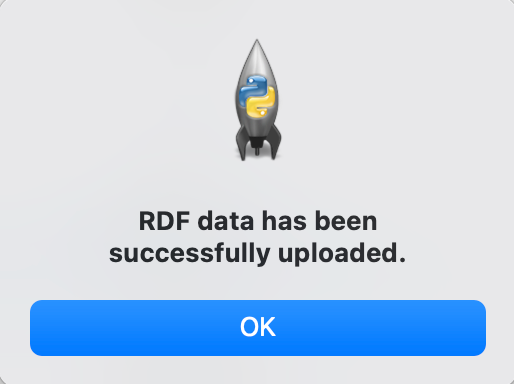 RDF data has been
successfully uploaded.
OK